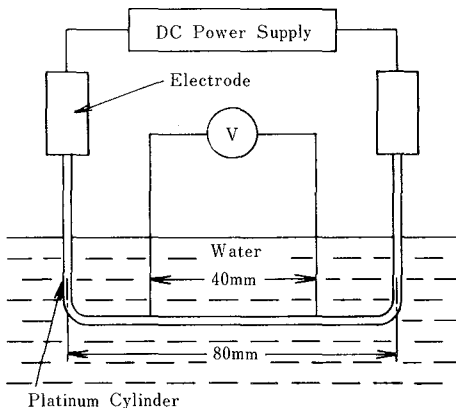 DC Power Supply
Electrode
V
Water
40mm
80mm
Platinum Cylinder